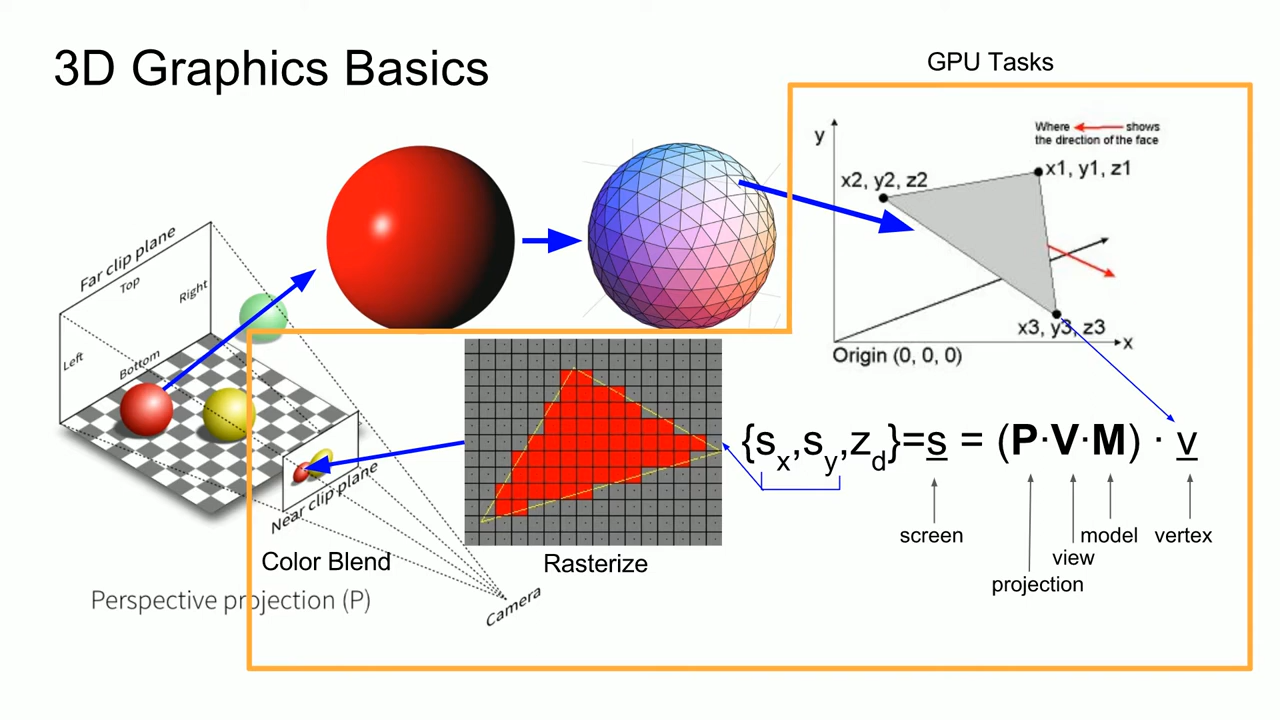 3D Graphics Basics
GPU Tasks
Where shows
the direction of the face
y
x2, y2, z2
x1, y1, z1
x3, y3, z3
x
Origin (0, 0, 0)
Far clip plane
Top
Right
Left
Bottom
Near clip plane
Camera
Color Blend
Rasterize
Perspective projection (P)
{sx,sy,zd}=s = (P·V·M) · v
screen
model
vertex
view
projection